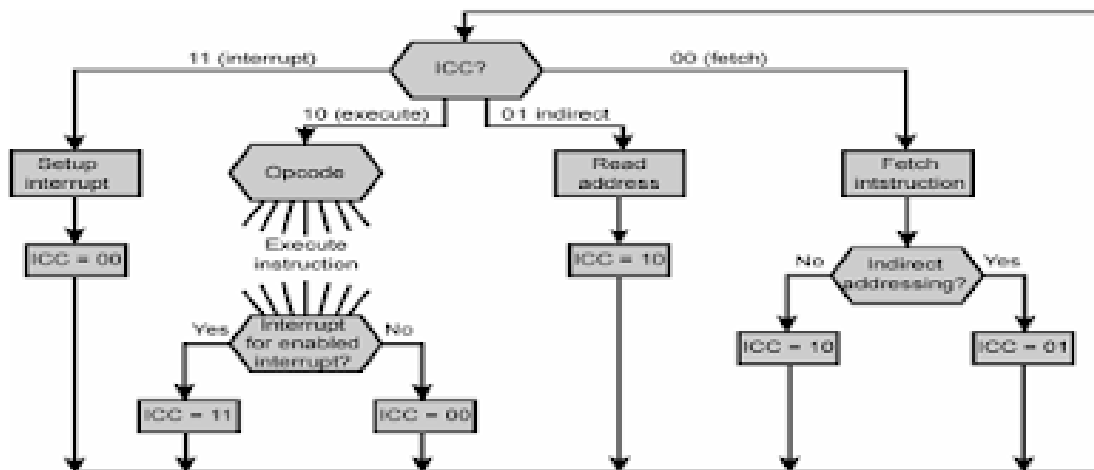 ICC?
11 (interrupt)
00 (fetch)
10 (execute)
01 indirect
Setup
interrupt
Opcode
Read
address
Fetch
intstruction
ICC = 00
Execute
instruction
ICC = 10
No
Indirect
addressing?
Yes
Yes
Interrupt
for enabled
interrupt?
No
ICC = 10
ICC = 01
ICC = 11
ICC = 00